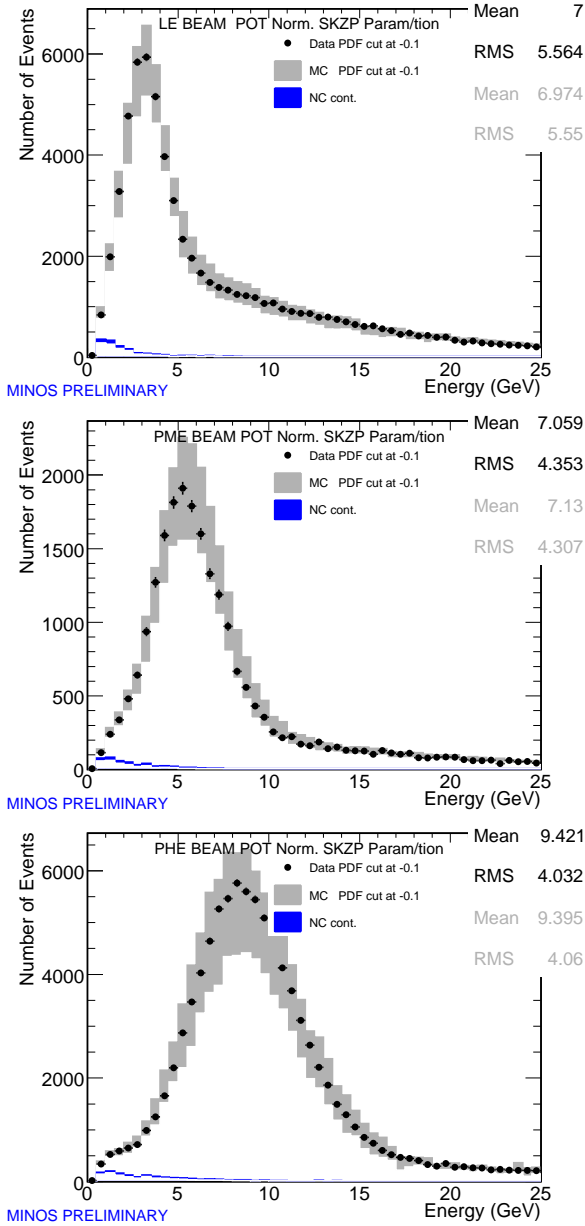 LE BEAM  POT Norm. SKZP Param/tion
Data PDF cut at -0.1
MC   PDF cut at -0.1
NC cont.
Mean 7
RMS 5.564
Mean 6.974
RMS 5.55
Number of Events
6000
4000
2000
0
0 5 10 15 20 25
Energy (GeV)
MINOS PRELIMINARY
PME BEAM POT Norm. SKZP Param/tion
Data PDF cut at -0.1
MC   PDF cut at -0.1
NC cont.
Mean 7.059
RMS 4.353
Mean 7.13
RMS 4.307
Number of Events
2000
1500
1000
500
0
0 5 10 15 20 25
Energy (GeV)
MINOS PRELIMINARY
PHE BEAM POT Norm. SKZP Param/tion
Data PDF cut at -0.1
MC   PDF cut at -0.1
NC cont.
Mean 9.421
RMS 4.032
Mean 9.395
RMS 4.06
Number of Events
6000
4000
2000
0
0 5 10 15 20 25
Energy (GeV)
MINOS PRELIMINARY